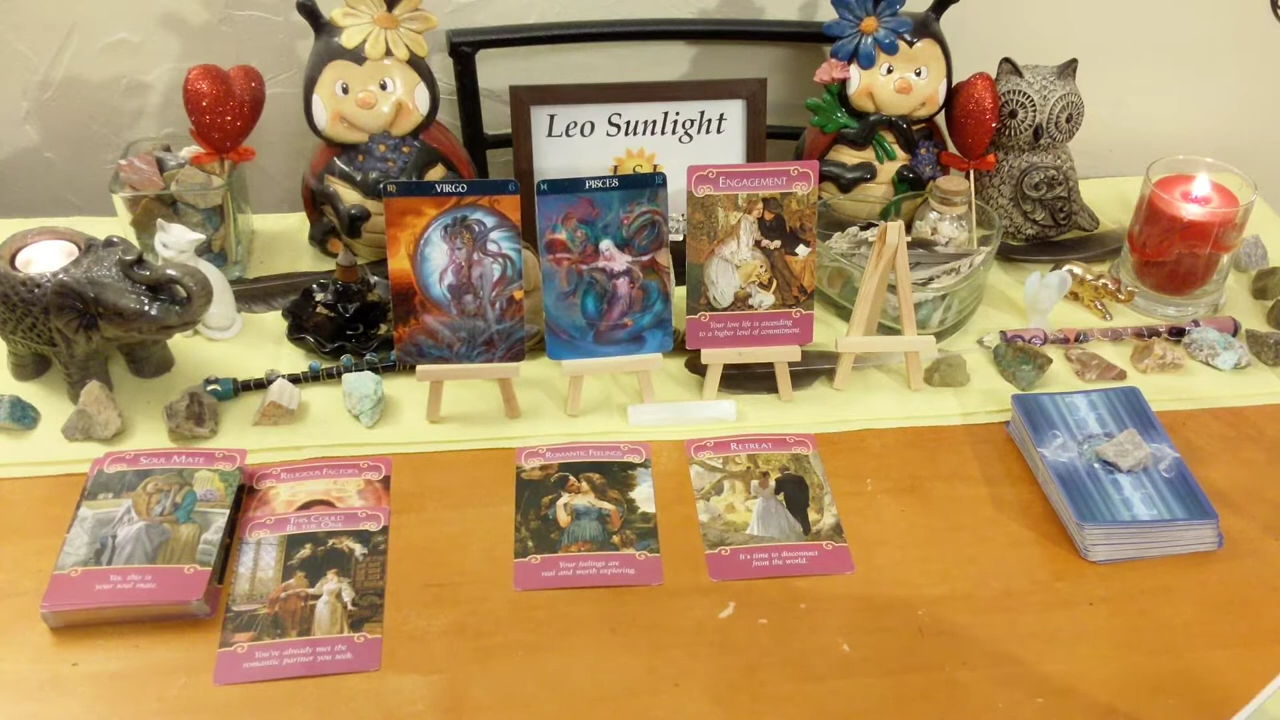 Leo Sunlight
VIRGO
6
PISCES
12
ENGAGEMENT
Your love life is ascending
to a higher level of commitment.
SOUL MATE
Yes, this is
your soul mate.
RELIGIOUS FACTORS
THIS COULD
BE THE ONE
You've already met the
romantic partner you seek.
ROMANTIC FEELINGS
Your feelings are
real and worth exploring.
RETREAT
It's time to disconnect
from the world.